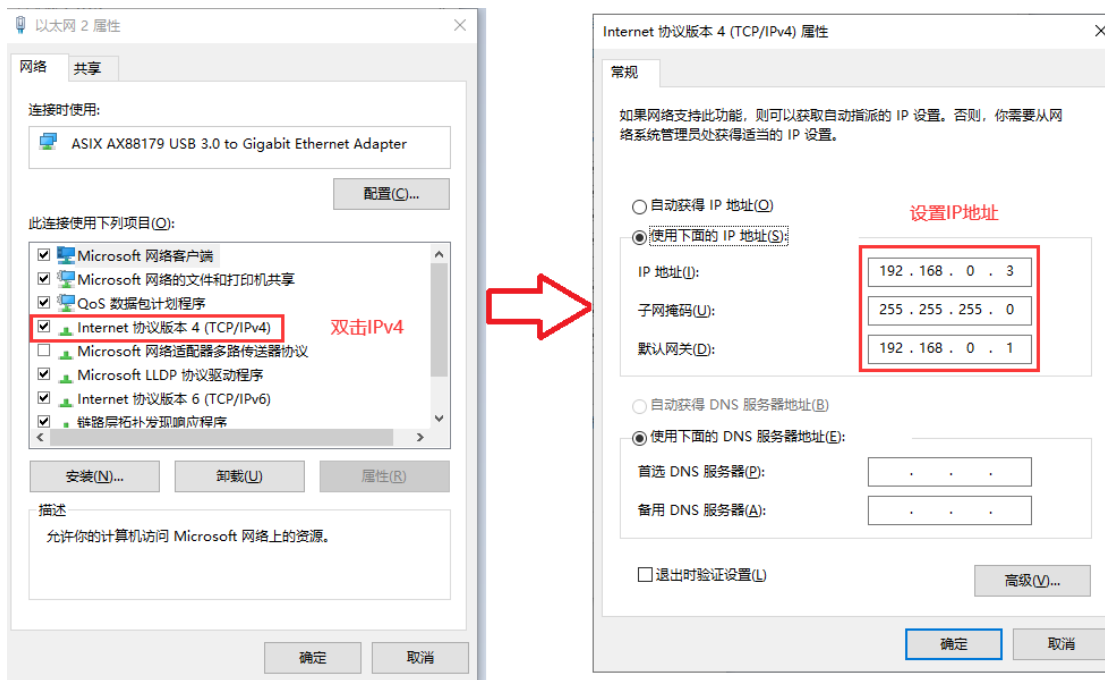 以太网 2 属性
网络
共享
连接时使用:
ASIX AX88179 USB 3.0 to Gigabit Ethernet Adapter
配置(C)...
此连接使用下列项目(O):
Microsoft 网络客户端
Microsoft 网络的文件和打印机共享
QoS 数据包计划程序
Internet 协议版本 4 (TCP/IPv4)
双击IPv4
Microsoft 网络适配器多路传送器协议
Microsoft LLDP 协议驱动程序
Internet 协议版本 6 (TCP/IPv6)
链路层拓扑发现响应程序
安装(N)...
卸载(U)
属性(R)
描述
允许你的计算机访问 Microsoft 网络上的资源。
确定
取消
Internet 协议版本 4 (TCP/IPv4) 属性
常规
如果网络支持此功能，则可以获取自动指派的 IP 设置。否则，你需要从网
络系统管理员处获得适当的 IP 设置。
自动获得 IP 地址(O)
设置IP地址
使用下面的 IP 地址(S):
IP 地址(I):
192 . 168 . 0 . 3
子网掩码(U):
255 . 255 . 255 . 0
默认网关(D):
192 . 168 . 0 . 1
自动获得 DNS 服务器地址(B)
使用下面的 DNS 服务器地址(E):
首选 DNS 服务器(P):
. . .
备用 DNS 服务器(A):
. . .
退出时验证设置(L)
高级(V)...
确定
取消